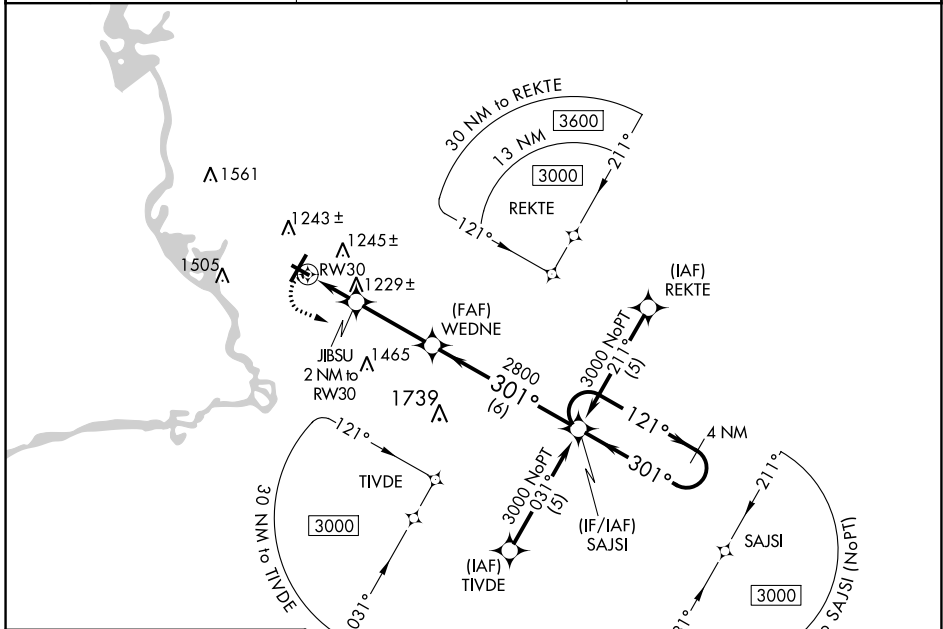 30 NM to REKTE
3600
13 NM
211°
3000
REKTE
121°
1561
1243 ±
1245±
1505
RW30
1229±
(IAF)
REKTE
(FAF)
WEDNE
3000 NoPT
211°
(5)
JIBSU
2 NM to
RW30
1465
2800
301°
(6)
1739
121°
4 NM
301°
121°
TIVDE
3000 NoPT
031°
(5)
211°
(IF/IAF)
SAJSI
30 NM to TIVDE
3000
SAJSI
(IAF)
TIVDE
SAJSI (NoPT)
3000
031°